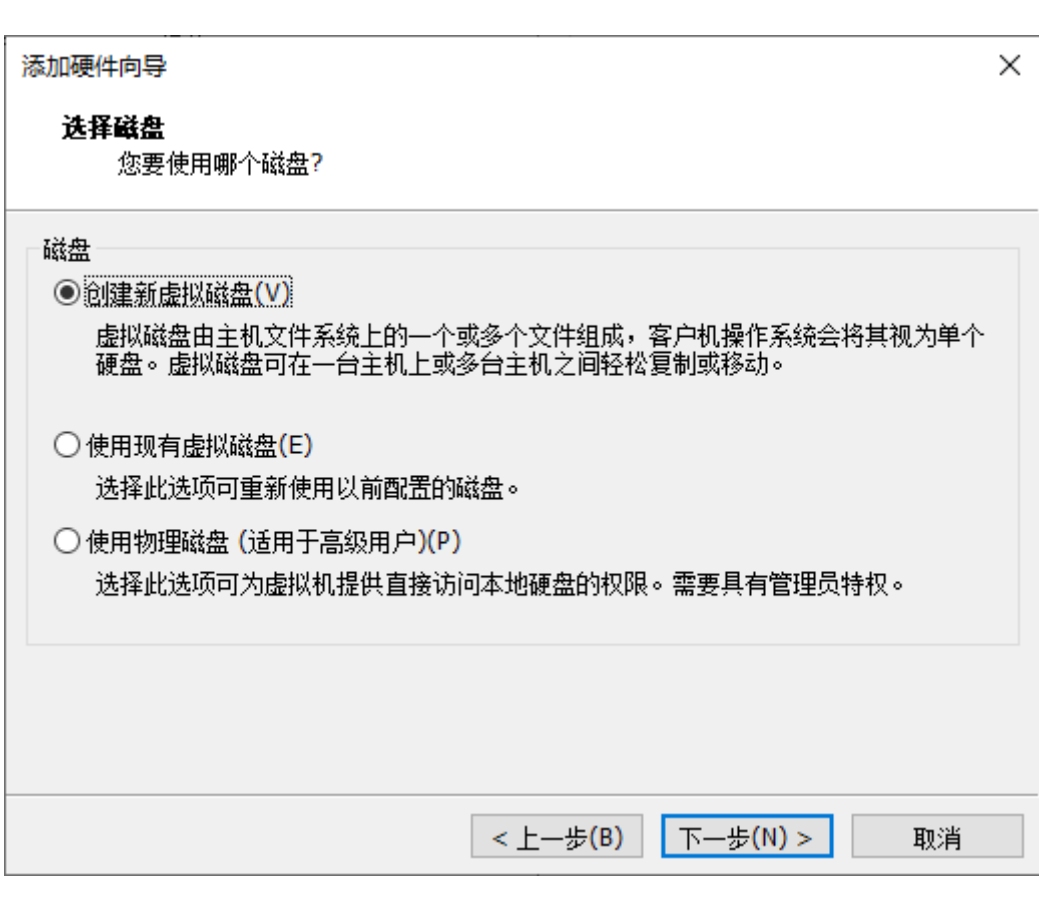 添加硬件向导
选择磁盘
您要使用哪个磁盘?
磁盘
创建新虚拟磁盘(V)
虚拟磁盘由主机文件系统上的一个或多个文件组成，客户机操作系统会将其视为单个
硬盘。虚拟磁盘可在一台主机上或多台主机之间轻松复制或移动。
使用现有虚拟磁盘(E)
选择此选项可重新使用以前配置的磁盘。
使用物理磁盘 (适用于高级用户)(P)
选择此选项可为虚拟机提供直接访问本地硬盘的权限。需要具有管理员特权。
< 上一步(B) 下一步(N) > 取消